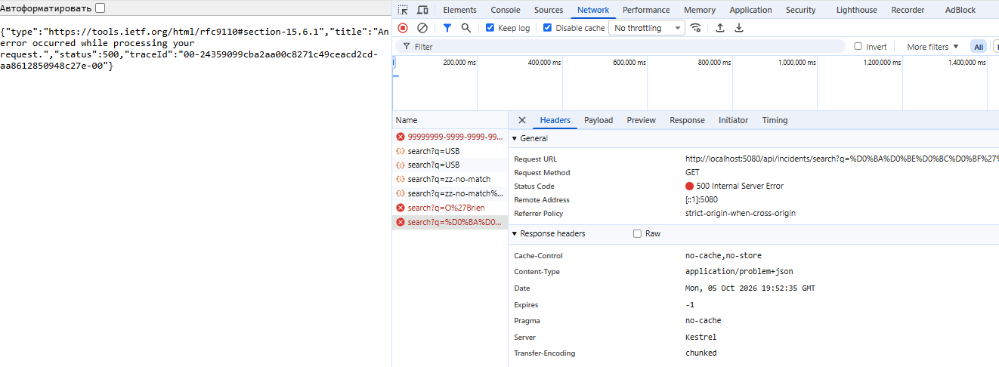 Автоформатировать
{"type":"https://tools.ietf.org/html/rfc9110#section-15.6.1","title":"An
error occurred while processing your
request.","status":500,"traceId":"00-24359099cba2aa00c8271c49ceacd2cd-
aa8612850948c27e-00"}
Elements Console Sources Network Performance Memory Application Security Lighthouse Recorder AdBlock
Keep log Disable cache No throttling
Filter Invert More filters All
200,000 ms 400,000 ms 600,000 ms 800,000 ms 1,000,000 ms 1,200,000 ms 1,400,000 ms
Name
99999999-9999-9999-99...
search?q=USB
search?q=USB
search?q=zz-no-match
search?q=zz-no-match%...
search?q=O%27Brien
search?q=%D0%BA%D0...
Headers Payload Preview Response Initiator Timing
General
Request URL http://localhost:5080/api/incidents/search?q=%D0%BA%D0%BE%D0%BC%D0%BF%27%
Request Method GET
Status Code 500 Internal Server Error
Remote Address [::1]:5080
Referrer Policy strict-origin-when-cross-origin
Response headers Raw
Cache-Control no-cache,no-store
Content-Type application/problem+json
Date Mon, 05 Oct 2026 19:52:35 GMT
Expires -1
Pragma no-cache
Server Kestrel
Transfer-Encoding chunked